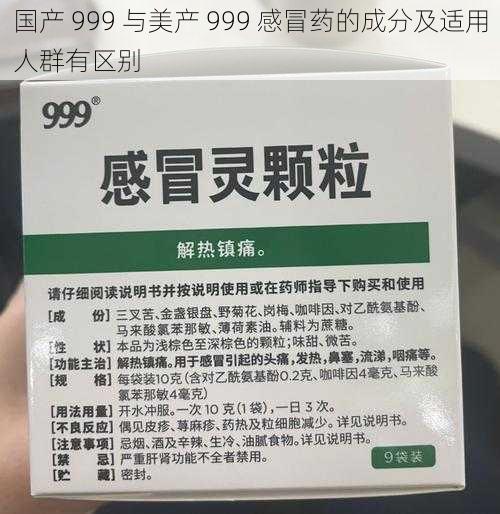 国产 999 与美产 999 感冒药的成分及适用
人群有区别
999®
感冒灵颗粒
解热镇痛。
请仔细阅读说明书并按说明使用或在药师指导下购买和使用
[成 份] 三叉苦、金盏银盘、野菊花、岗梅、咖啡因、对乙酰氨基酚、
马来酸氯苯那敏、薄荷素油。辅料为蔗糖。
[性 状] 本品为浅棕色至深棕色的颗粒;味甜、微苦。
[功能主治] 解热镇痛。用于感冒引起的头痛,发热,鼻塞,流涕,咽痛等。
[规 格] 每袋装10克(含对乙酰氨基酚0.2克、咖啡因4毫克、马来酸
氯苯那敏4毫克)
[用法用量] 开水冲服。一次 10 克(1袋),一日 3 次。
[不良反应] 偶见皮疹、荨麻疹、药热及粒细胞减少。详见说明书。
[注意事项] 忌烟、酒及辛辣、生冷、油腻食物。详见说明书。
[禁 忌] 严重肝肾功能不全者禁用。
[贮 藏] 密封。
9袋装